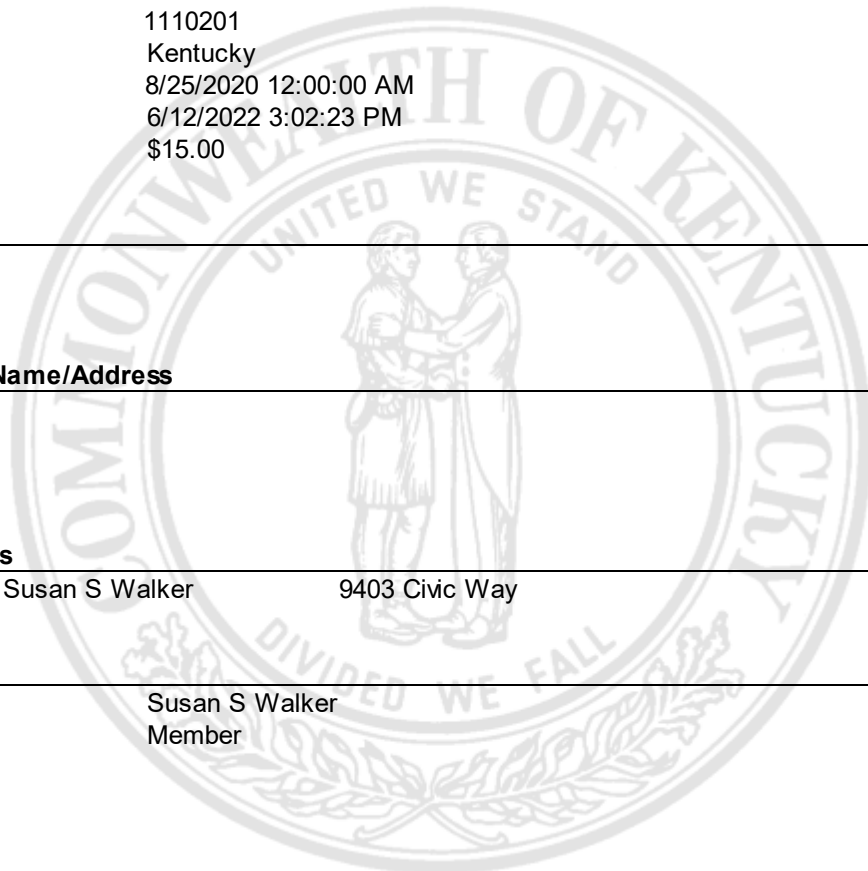 1110201
Kentucky
8/25/2020 12:00:00 AM
6/12/2022 3:02:23 PM
$15.00
COMMONWEALTH OF KENTUCKY
UNITED WE STAND
Name/Address
s
Susan S Walker 9403 Civic Way
DIVIDED WE FALL
Susan S Walker
Member